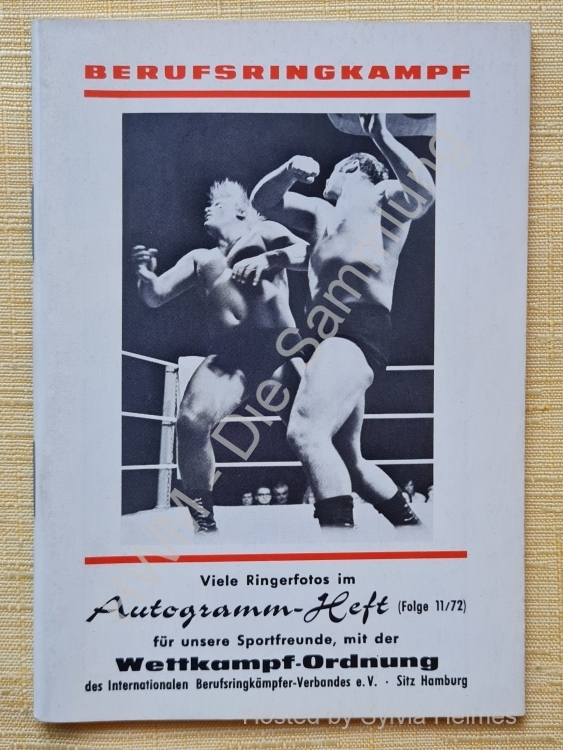 BERUFSRINGKAMPF
Die Sammlung
Viele Ringerfotos im
Autogramm-Heft (Folge 11/72)
für unsere Sportfreunde, mit der
Wettkampf-Ordnung
des Internationalen Berufsringkämpfer-Verbandes e.V. · Sitz Hamburg
Hosted by Sylvia Heimes